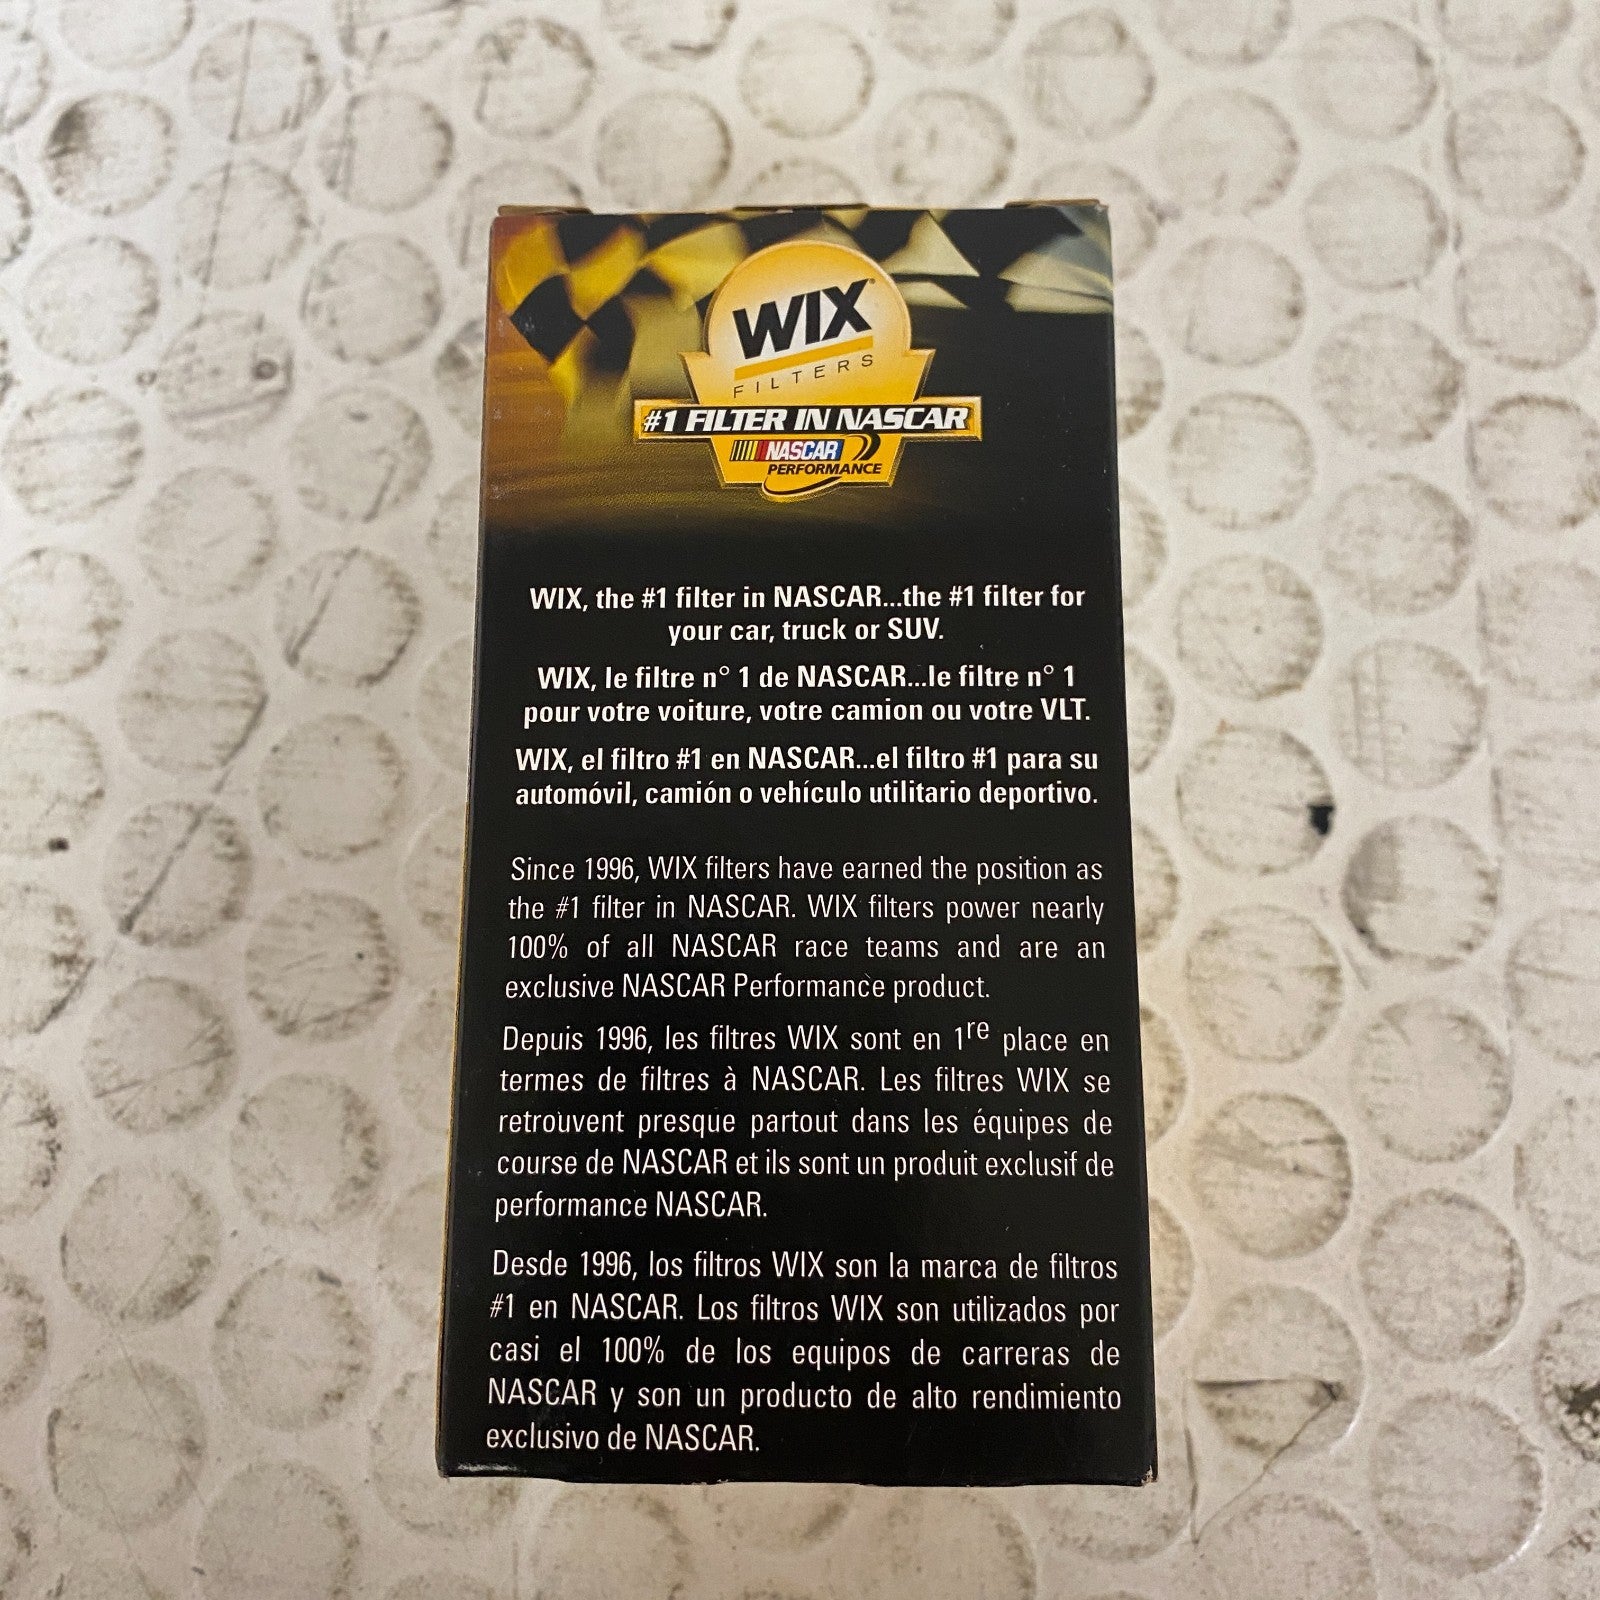 WIX®
FILTERS
#1 FILTER IN NASCAR
NASCAR
PERFORMANCE
WIX, the #1 filter in NASCAR...the #1 filter for
your car, truck or SUV.
WIX, le filtre n° 1 de NASCAR...le filtre n° 1
pour votre voiture, votre camion ou votre VLT.
WIX, el filtro #1 en NASCAR...el filtro #1 para su
automóvil, camión o vehículo utilitario deportivo.
Since 1996, WIX filters have earned the position as
the #1 filter in NASCAR. WIX filters power nearly
100% of all NASCAR race teams and are an
exclusive NASCAR Performance product.
Depuis 1996, les filtres WIX sont en 1re place en
termes de filtres à NASCAR. Les filtres WIX se
retrouvent presque partout dans les équipes de
course de NASCAR et ils sont un produit exclusif de
performance NASCAR.
Desde 1996, los filtros WIX son la marca de filtros
#1 en NASCAR. Los filtros WIX son utilizados por
casi el 100% de los equipos de carreras de
NASCAR y son un producto de alto rendimiento
exclusivo de NASCAR.